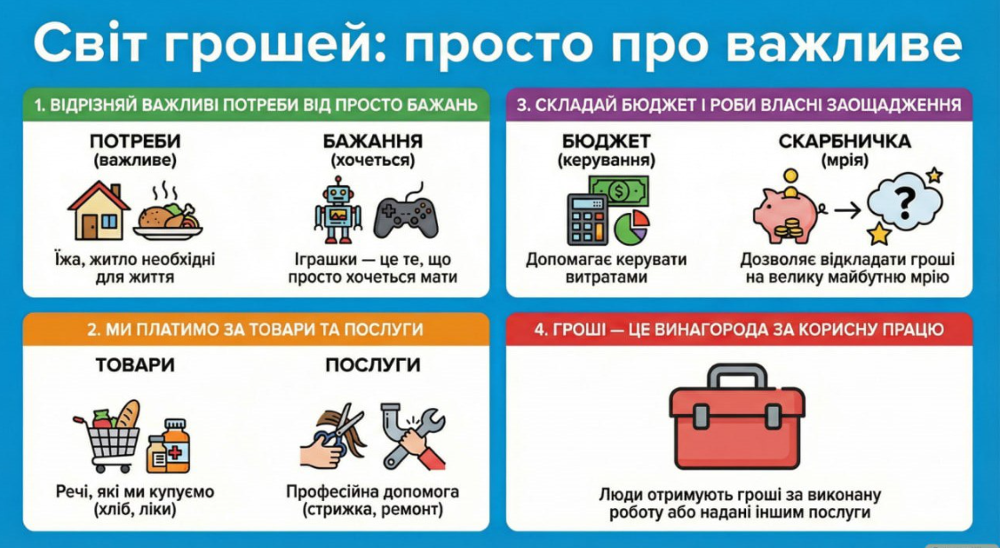 Світ грошей: просто про важливе
1. ВІДРІЗНЯЙ ВАЖЛИВІ ПОТРЕБИ ВІД ПРОСТО БАЖАНЬ
ПОТРЕБИ
(важливе)
Їжа, житло необхідні
для життя
БАЖАННЯ
(хочеться)
Іграшки — це те, що
просто хочеться мати
2. МИ ПЛАТИМО ЗА ТОВАРИ ТА ПОСЛУГИ
ТОВАРИ
Речі, які ми купуємо
(хліб, ліки)
ПОСЛУГИ
Професійна допомога
(стрижка, ремонт)
3. СКЛАДАЙ БЮДЖЕТ І РОБИ ВЛАСНІ ЗАОЩАДЖЕННЯ
БЮДЖЕТ
(керування)
$
Допомагає керувати
витратами
СКАРБНИЧКА
(мрія)
?
Дозволяє відкладати гроші
на велику майбутню мрію
4. ГРОШІ — ЦЕ ВИНАГОРОДА ЗА КОРИСНУ ПРАЦЮ
Люди отримують гроші за виконану
роботу або надані іншим послуги